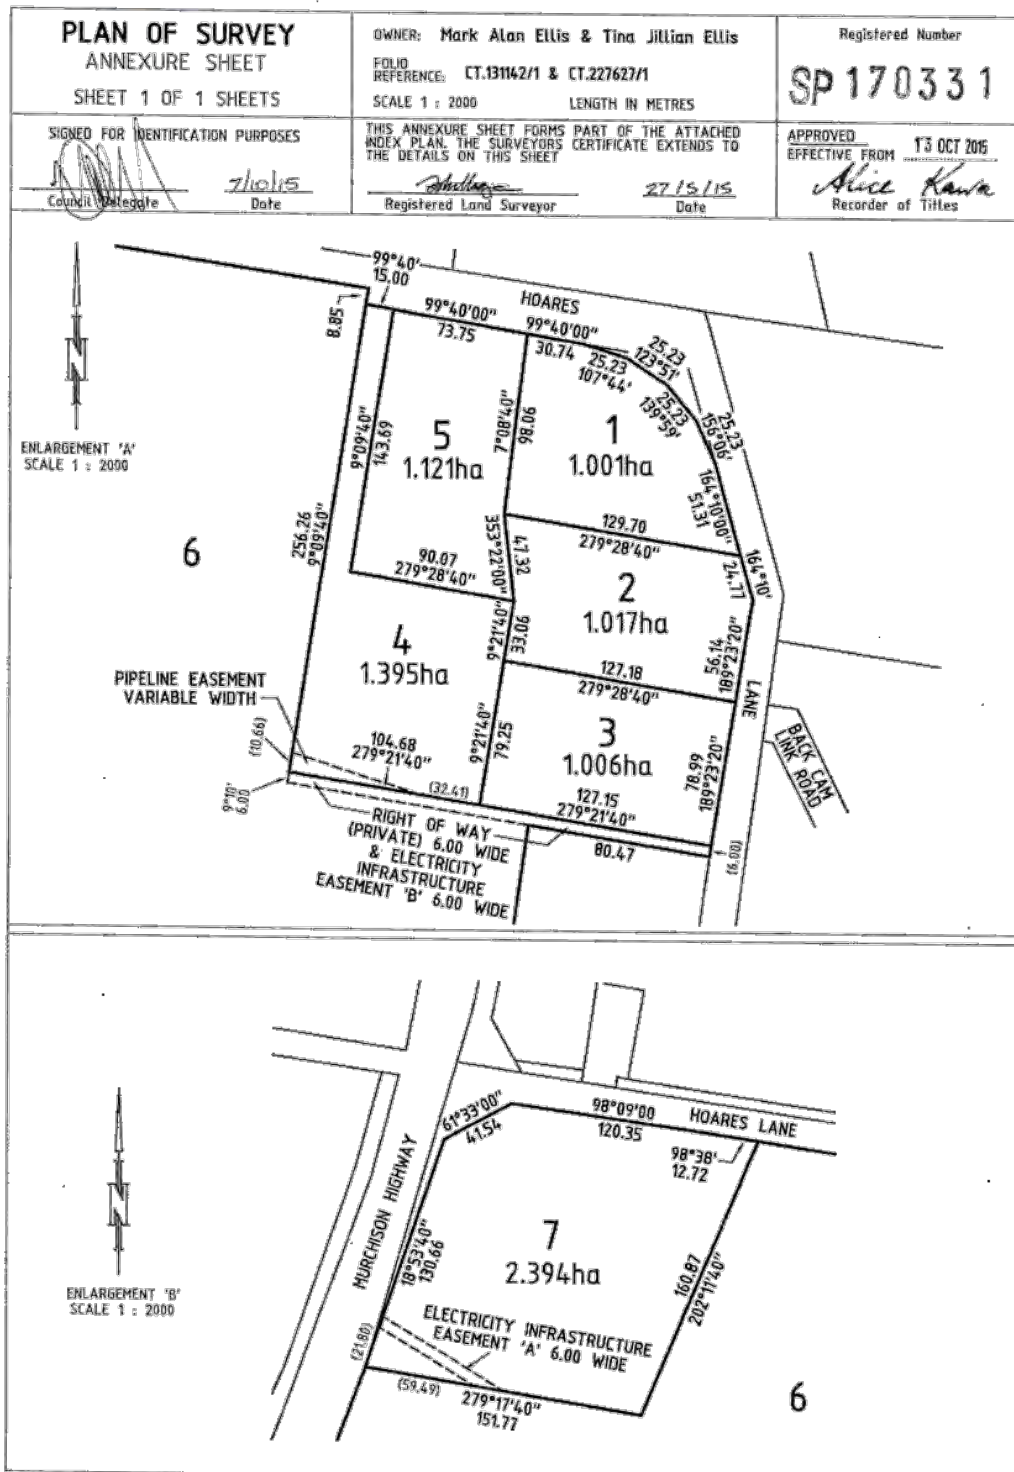 PLAN OF SURVEY
ANNEXURE SHEET
SHEET 1 OF 1 SHEETS
OWNER: Mark Alan Ellis & Tina Jillian Ellis
FOLIO
REFERENCE: CT.131142/1 & CT.227627/1
SCALE 1 : 2000 LENGTH IN METRES
Registered Number
SP 170331
SIGNED FOR IDENTIFICATION PURPOSES
7/10/15
Council Delegate Date
THIS ANNEXURE SHEET FORMS PART OF THE ATTACHED
INDEX PLAN. THE SURVEYORS CERTIFICATE EXTENDS TO
THE DETAILS ON THIS SHEET
27/5/15
Registered Land Surveyor Date
APPROVED
EFFECTIVE FROM 13 OCT 2015
Alice Kawa
Recorder of Titles
ENLARGEMENT 'A'
SCALE 1 : 2000
N
99°40'
15.00
8.85
99°40'00"
73.75
HOARES
99°40'00"
30.74
25.23
107°44'
25.23
123°51'
25.23
139°59'
25.23
156°06'
164°10'00"
51.31
164°10'
24.77
9°09'40"
143.69
5
1.121ha
7°08'40"
98.06
1
1.001ha
129.70
279°28'40"
256.26
9°09'40"
6
90.07
279°28'40"
353°22'00"
47.32
2
1.017ha
56.14
189°23'20"
9°21'40"
33.06
4
1.395ha
127.18
279°28'40"
LANE
PIPELINE EASEMENT
VARIABLE WIDTH
(10.66)
104.68
279°21'40"
9°21'40"
79.25
3
1.006ha
78.99
189°23'20"
BACK CAM
LINK ROAD
9°10'
6.00
(32.41)
127.15
279°21'40"
80.47
(6.00)
RIGHT OF WAY
(PRIVATE) 6.00 WIDE
& ELECTRICITY
INFRASTRUCTURE
EASEMENT 'B' 6.00 WIDE
N
ENLARGEMENT 'B'
SCALE 1 : 2000
61°33'00"
41.54
98°09'00
120.35
HOARES LANE
98°38'
12.72
MURCHISON HIGHWAY
18°53'40"
130.66
7
2.394ha
160.87
202°11'40"
ELECTRICITY INFRASTRUCTURE
EASEMENT 'A' 6.00 WIDE
(21.80)
(59.49)
279°17'40"
151.77
6